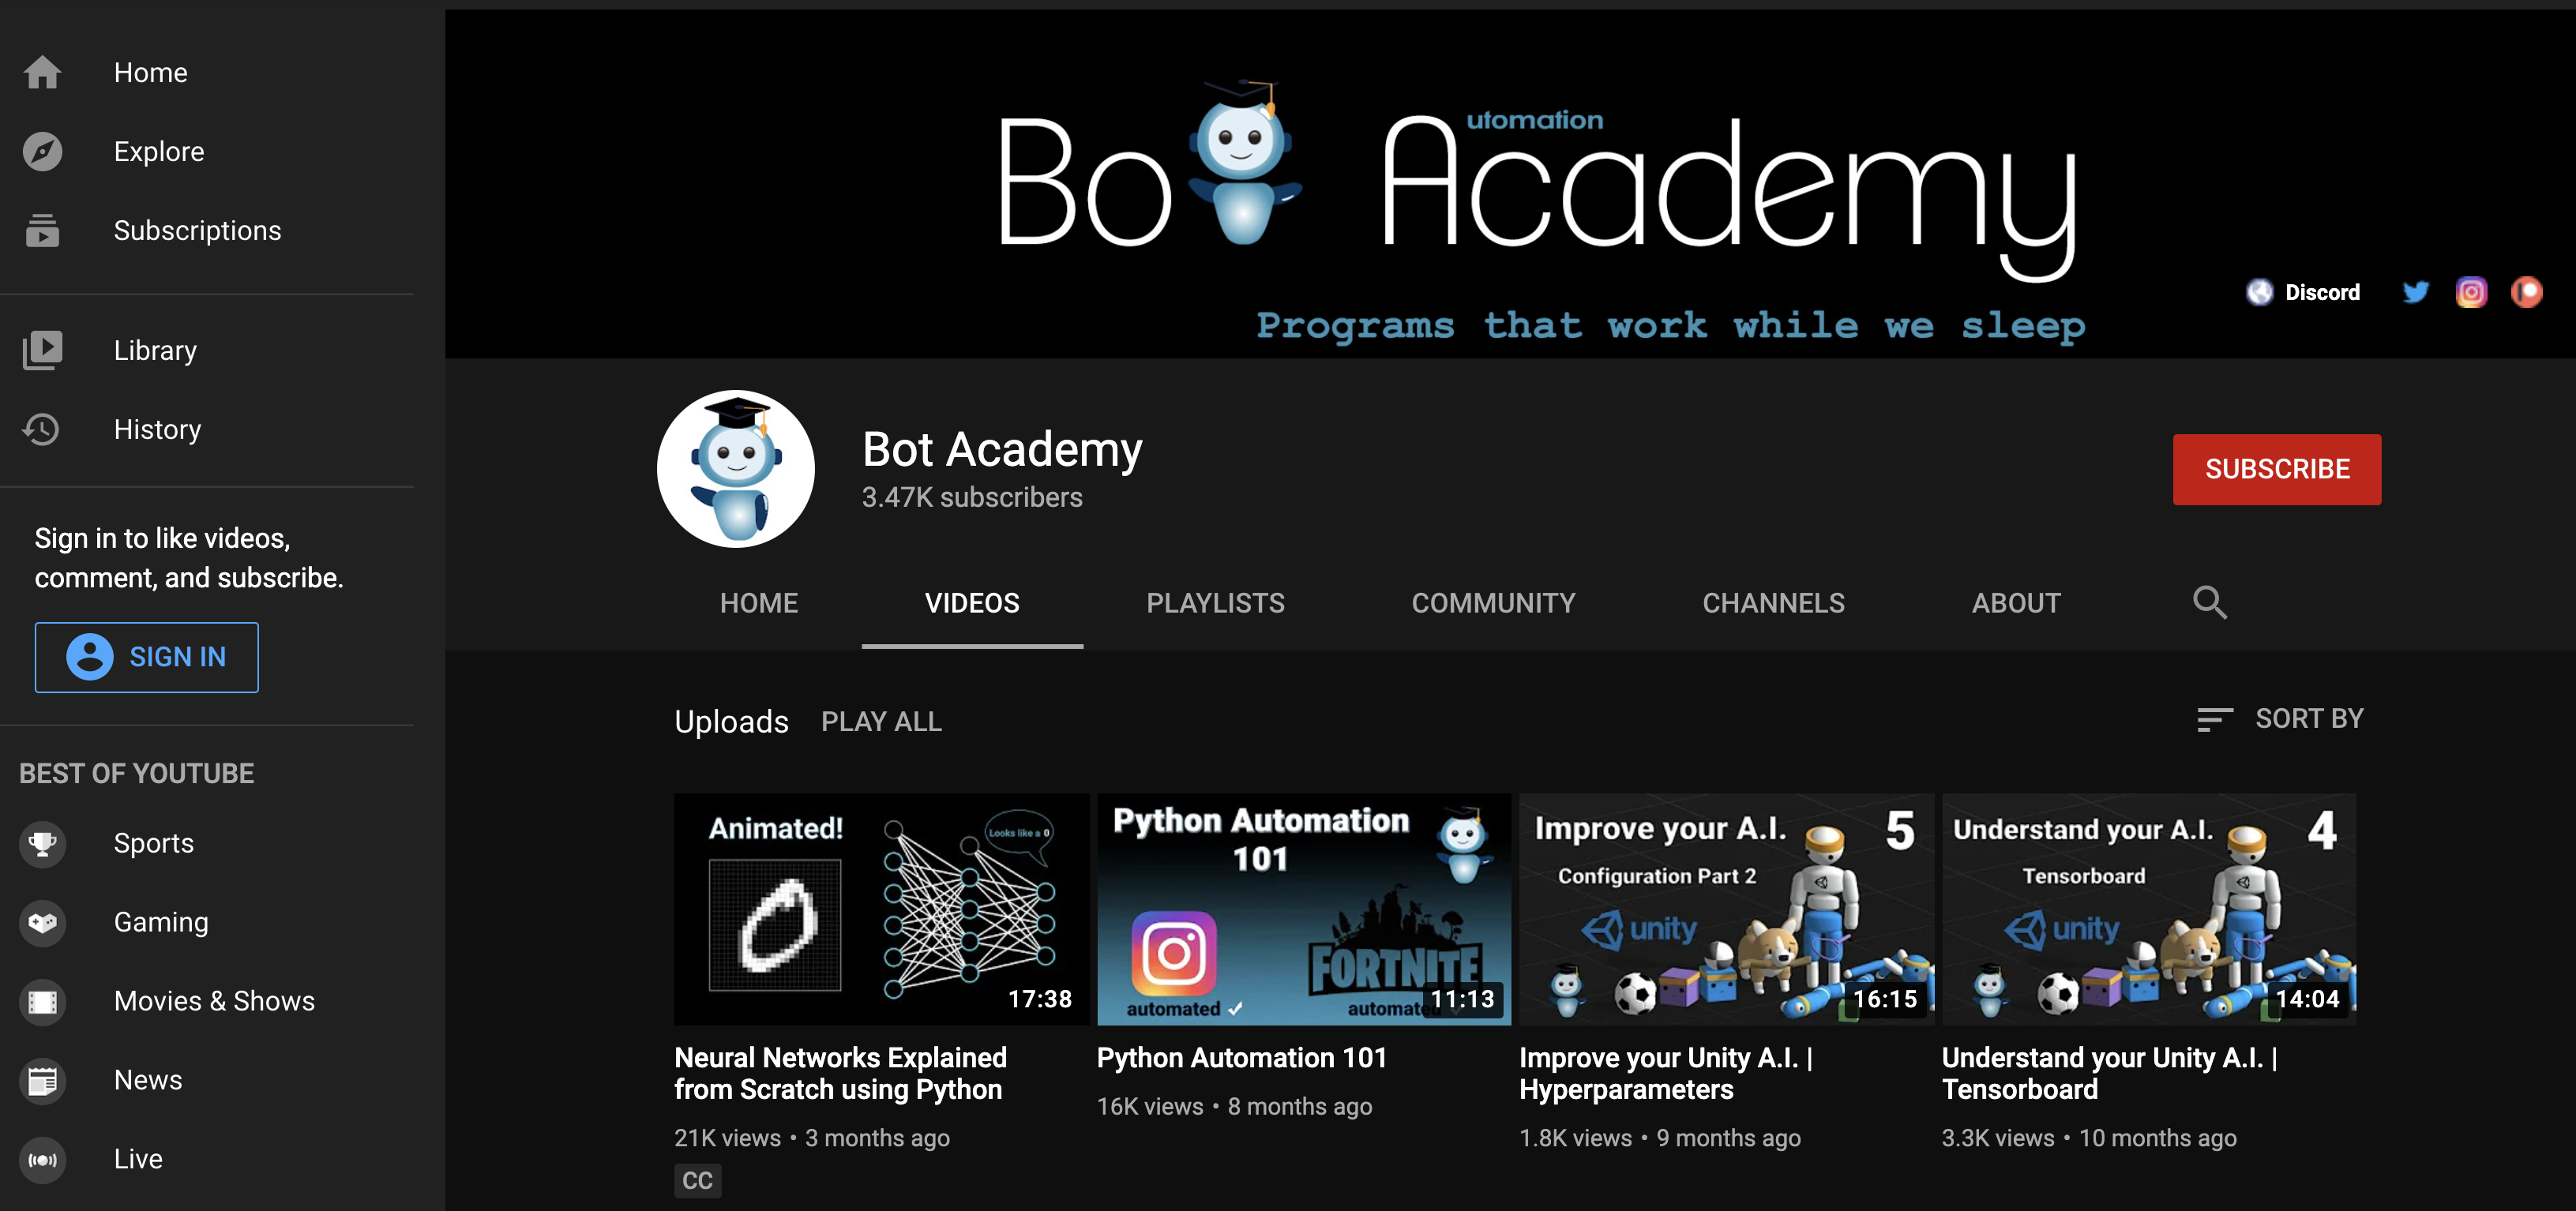 Home
Explore
Subscriptions
Library
History
Sign in to like videos,
comment, and subscribe.
SIGN IN
BEST OF YOUTUBE
Sports
Gaming
Movies & Shows
News
Live
Bo Academy
utomation
Programs that work while we sleep
Discord
Bot Academy
3.47K subscribers
SUBSCRIBE
HOME VIDEOS PLAYLISTS COMMUNITY CHANNELS ABOUT
Uploads PLAY ALL SORT BY
Animated!
Looks like a 0
17:38
Neural Networks Explained
from Scratch using Python
21K views • 3 months ago
CC
Python Automation
101
FORTNITE
automated
automated
11:13
Python Automation 101
16K views • 8 months ago
Improve your A.I. 5
Configuration Part 2
unity
16:15
Improve your Unity A.I. |
Hyperparameters
1.8K views • 9 months ago
Understand your A.I. 4
Tensorboard
unity
14:04
Understand your Unity A.I. |
Tensorboard
3.3K views • 10 months ago